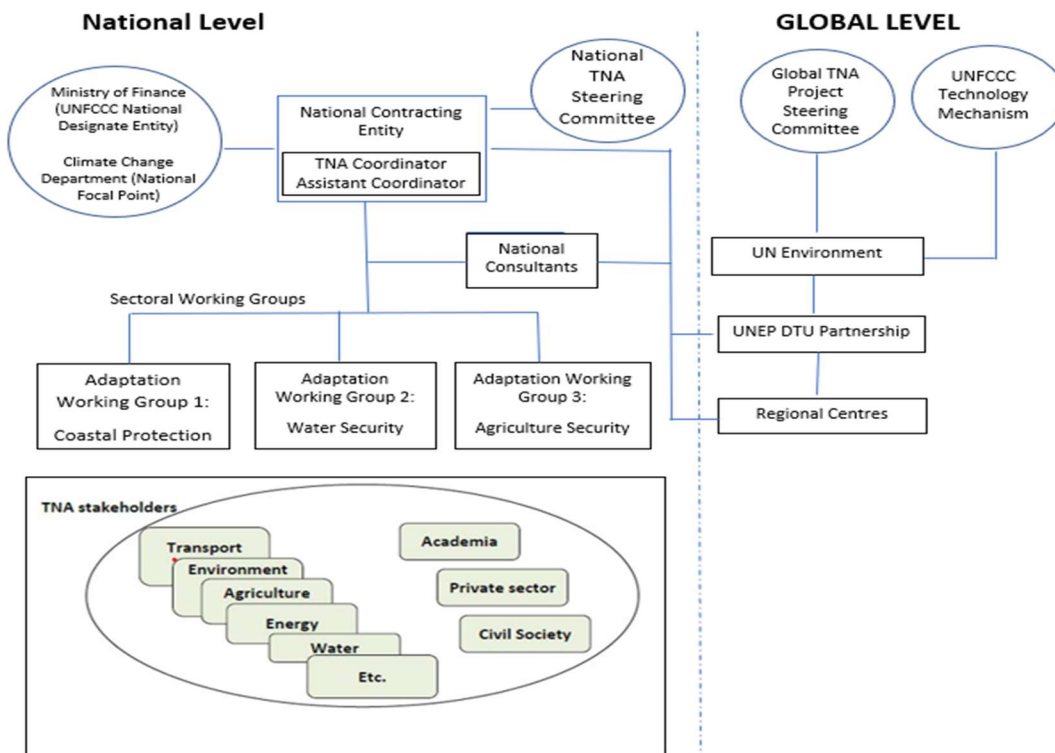 National Level
GLOBAL LEVEL
Ministry of Finance
(UNFCCC National
Designate Entity)
Climate Change
Department (National
Focal Point)
National Contracting
Entity
TNA Coordinator
Assistant Coordinator
National
TNA
Steering
Committee
Global TNA
Project
Steering
Committee
UNFCCC
Technology
Mechanism
National
Consultants
UN Environment
UNEP DTU Partnership
Regional Centres
Sectoral Working Groups
Adaptation
Working Group 1:
Coastal Protection
Adaptation
Working Group 2:
Water Security
Adaptation Working
Group 3:
Agriculture Security
TNA stakeholders
Transport
Environment
Agriculture
Energy
Water
Etc.
Academia
Private sector
Civil Society